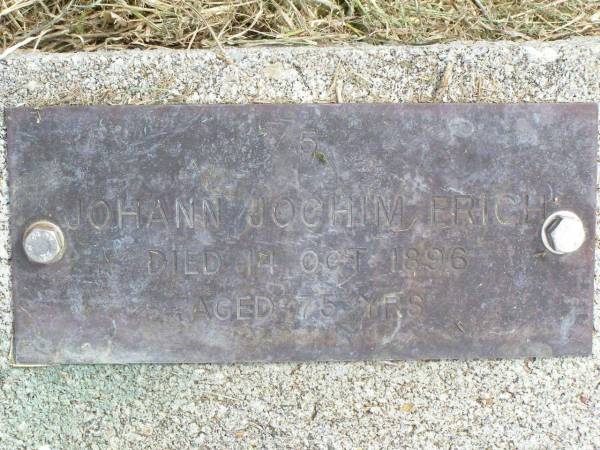 75
JOHANN JOCHIM ERICH
DIED 14 OCT 1896
AGED 75 YRS